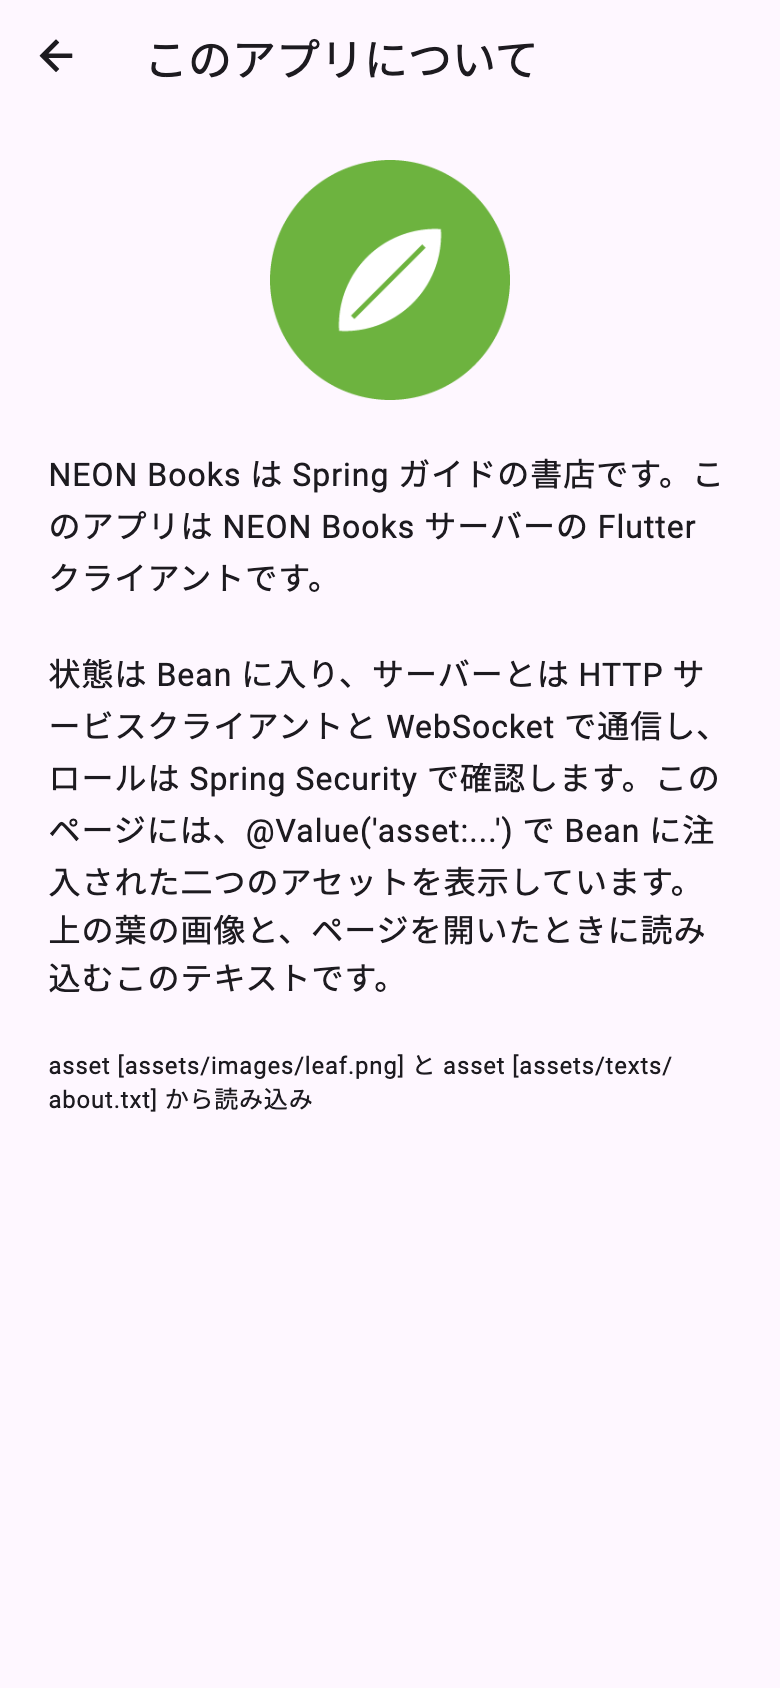 このアプリについて
NEON Books は Spring ガイドの書店です。こ
のアプリは NEON Books サーバーの Flutter
クライアントです。
状態は Bean に入り、サーバーとは HTTP サ
ービスクライアントと WebSocket で通信し、
ロールは Spring Security で確認します。この
ページには、@Value('asset:...') で Bean に注
入された二つのアセットを表示しています。
上の葉の画像と、ページを開いたときに読み
込むこのテキストです。
asset [assets/images/leaf.png] と asset [assets/texts/
about.txt] から読み込み